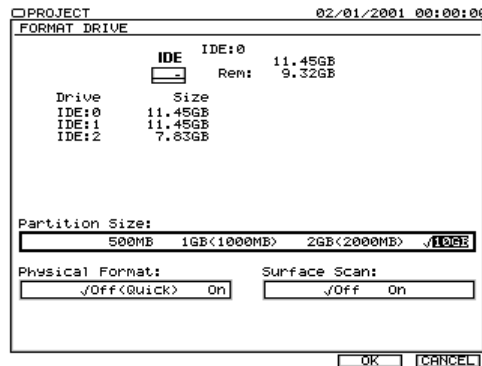 PROJECT 02/01/2001 00:00:00
FORMAT DRIVE
IDE IDE:0 11.45GB
Rem: 9.32GB
Drive Size
IDE:0 11.45GB
IDE:1 11.45GB
IDE:2 7.83GB
Partition Size:
500MB 1GB(1000MB) 2GB(2000MB) √10GB
Physical Format: Surface Scan:
√Off(Quick) On √Off On
OK CANCEL